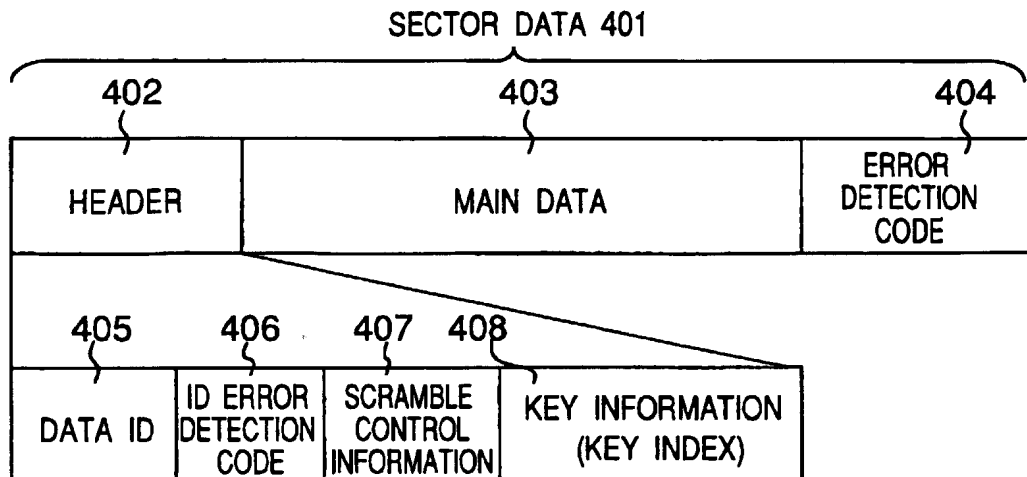 SECTOR DATA 401
402 403 404
HEADER
MAIN DATA
ERROR
DETECTION
CODE
405 406 407 408
DATA ID
ID ERROR
DETECTION
CODE
SCRAMBLE
CONTROL
INFORMATION
KEY INFORMATION
(KEY INDEX)